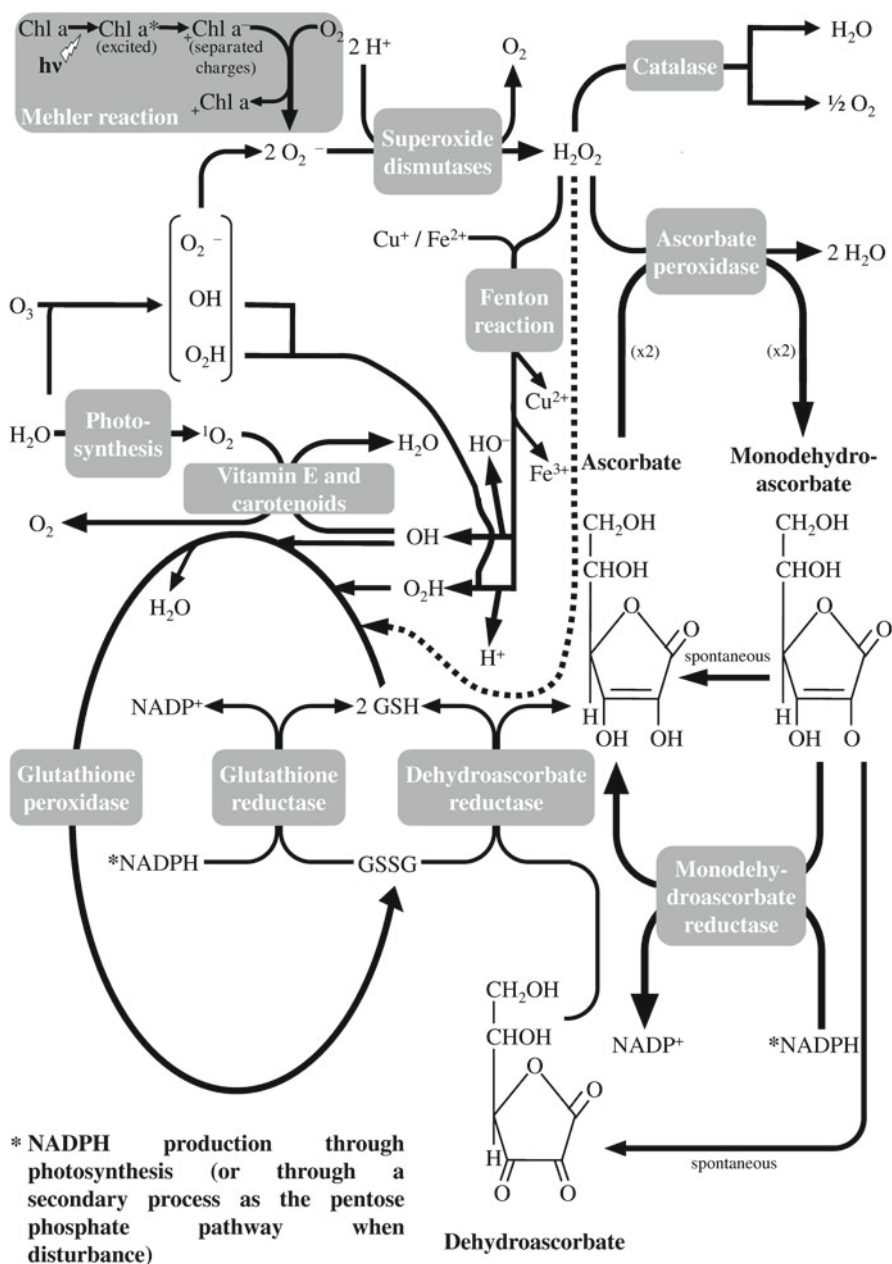 Chl a Chl a* +Chl a⁻ O₂
(excited) (separated charges)
hν
+Chl a
Mehler reaction
2 H⁺
O₂
Catalase
H₂O
½ O₂
2 O₂ ⁻
Superoxide
dismutases
H₂O₂
O₂ ⁻
OH
O₂H
O₃
Cu⁺ / Fe²⁺
Ascorbate
peroxidase
2 H₂O
Fenton
reaction
(x2)
(x2)
Cu²⁺
Fe³⁺
HO⁻
H₂O
Photo-
synthesis
¹O₂
H₂O
Vitamin E and
carotenoids
O₂
OH
O₂H
H₂O
H⁺
Ascorbate
Monodehydro-
ascorbate
CH₂OH
CHOH
O
O
H
OH OH
spontaneous
CH₂OH
CHOH
O
O
H
OH O
NADP⁺
2 GSH
Glutathione
peroxidase
Glutathione
reductase
Dehydroascorbate
reductase
*NADPH
GSSG
Monodehy-
droascorbate
reductase
NADP⁺
*NADPH
CH₂OH
CHOH
O
O
H
O O
spontaneous
Dehydroascorbate
* NADPH production through
photosynthesis (or through a
secondary process as the pentose
phosphate pathway when
disturbance)